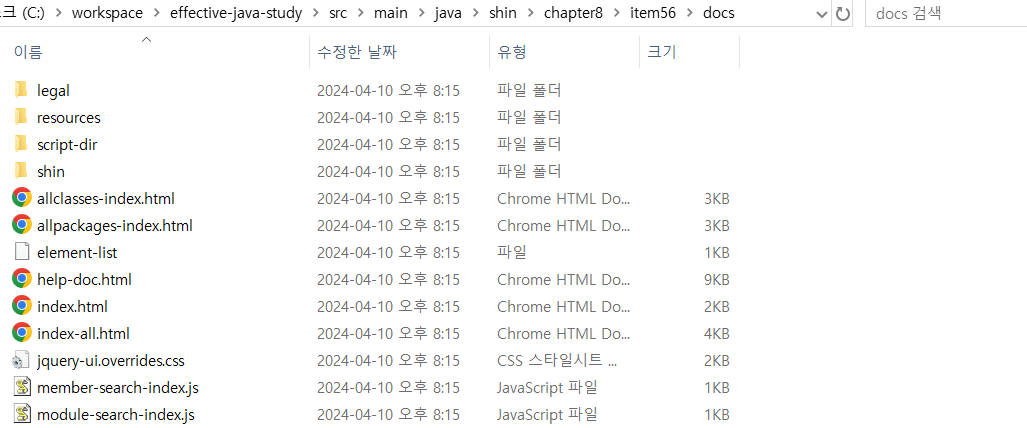 스크 (C:) > workspace > effective-java-study > src > main > java > shin > chapter8 > item56 > docs docs 검색
이름 수정한 날짜 유형 크기
legal 2024-04-10 오후 8:15 파일 폴더
resources 2024-04-10 오후 8:15 파일 폴더
script-dir 2024-04-10 오후 8:15 파일 폴더
shin 2024-04-10 오후 8:15 파일 폴더
allclasses-index.html 2024-04-10 오후 8:15 Chrome HTML Do... 3KB
allpackages-index.html 2024-04-10 오후 8:15 Chrome HTML Do... 3KB
element-list 2024-04-10 오후 8:15 파일 1KB
help-doc.html 2024-04-10 오후 8:15 Chrome HTML Do... 9KB
index.html 2024-04-10 오후 8:15 Chrome HTML Do... 2KB
index-all.html 2024-04-10 오후 8:15 Chrome HTML Do... 4KB
jquery-ui.overrides.css 2024-04-10 오후 8:15 CSS 스타일시트 ... 2KB
member-search-index.js 2024-04-10 오후 8:15 JavaScript 파일 1KB
module-search-index.js 2024-04-10 오후 8:15 JavaScript 파일 1KB